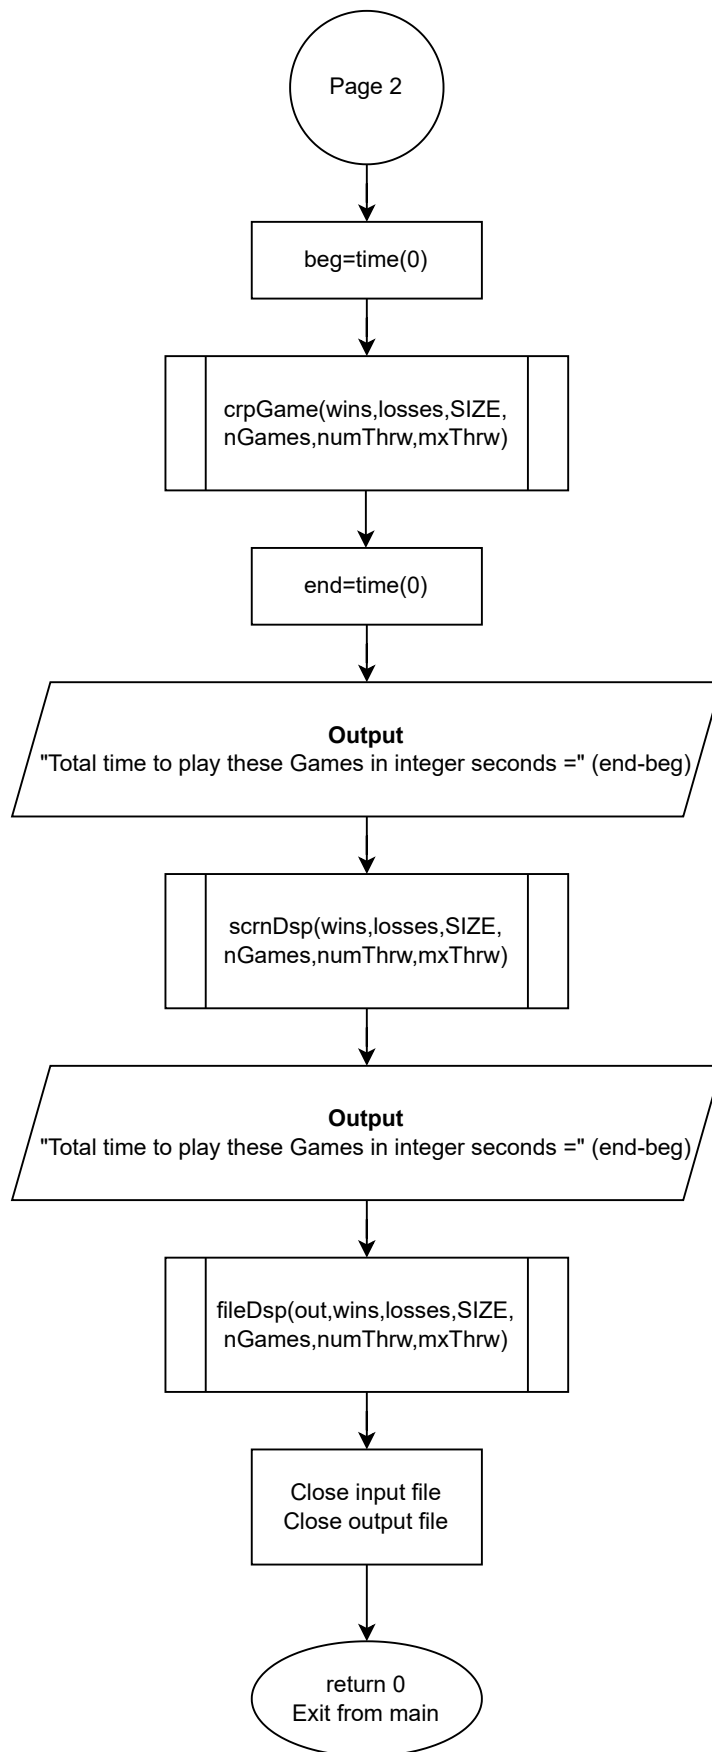 Page 2
beg=time(0)
crpGame(wins,losses,SIZE,
nGames,numThrw,mxThrw)
end=time(0)
Output
"Total time to play these Games in integer seconds =" (end-beg)
scrnDsp(wins,losses,SIZE,
nGames,numThrw,mxThrw)
Output
"Total time to play these Games in integer seconds =" (end-beg)
fileDsp(out,wins,losses,SIZE,
nGames,numThrw,mxThrw)
Close input file
Close output file
return 0
Exit from main